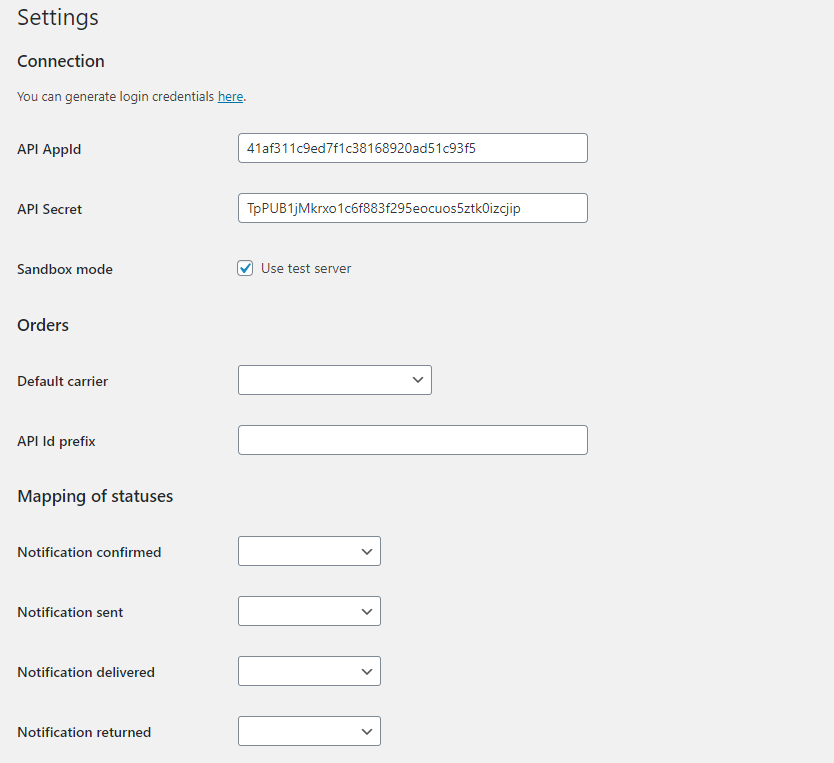 Settings
Connection
You can generate login credentials here.
API AppId 41af311c9ed7f1c38168920ad51c93f5
API Secret TpPUB1jMkrxo1c6f883f295eocuos5ztk0izcjip
Sandbox mode Use test server
Orders
Default carrier
API Id prefix
Mapping of statuses
Notification confirmed
Notification sent
Notification delivered
Notification returned